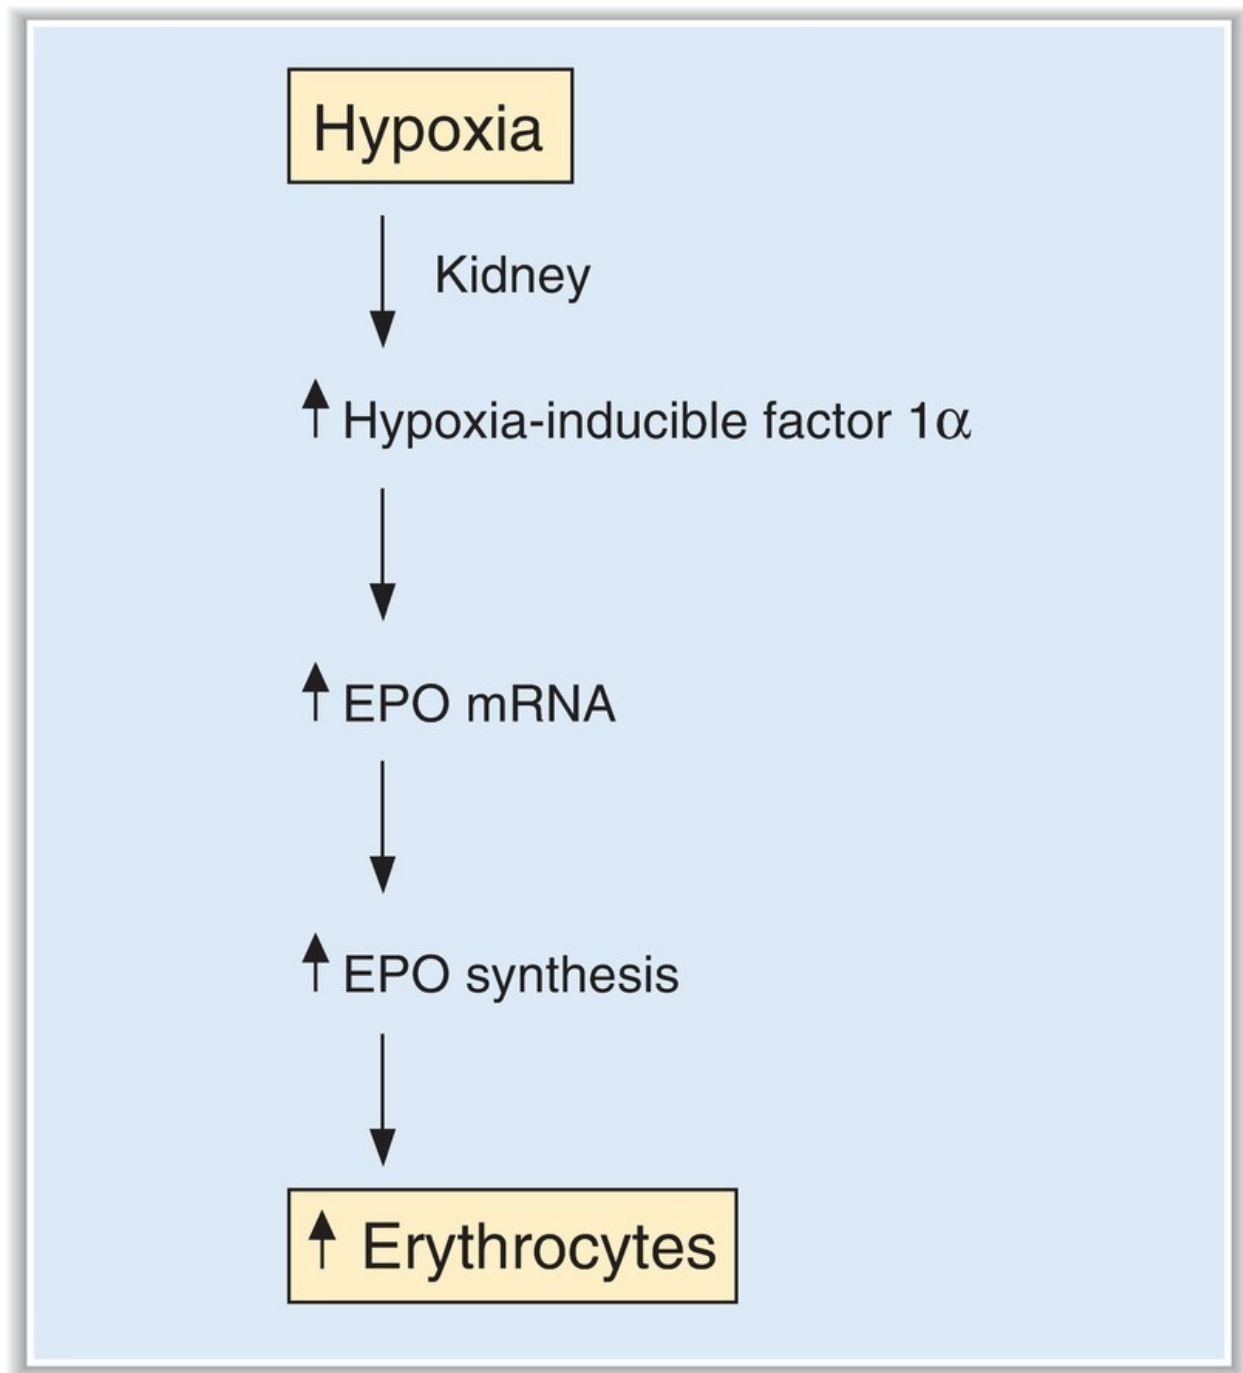 Hypoxia
Kidney
Hypoxia-inducible factor 1α
EPO mRNA
EPO synthesis
Erythrocytes